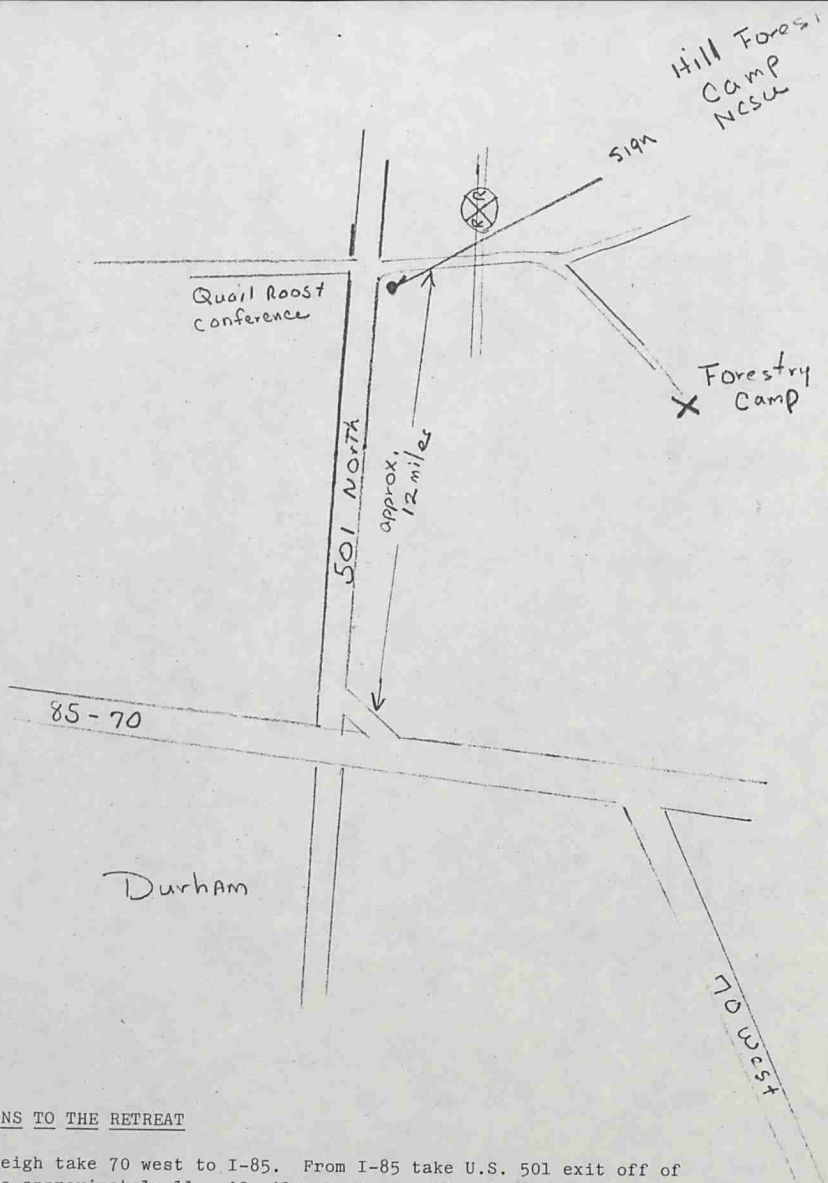 Hill Forest
Camp
NCSU
sign
R R
Quail Roost
conference
Forestry
Camp
501 North
approx.
12 miles
85 - 70
Durham
70 West
NS TO THE RETREAT
eigh take 70 west to I-85. From I-85 take U.S. 501 exit off of